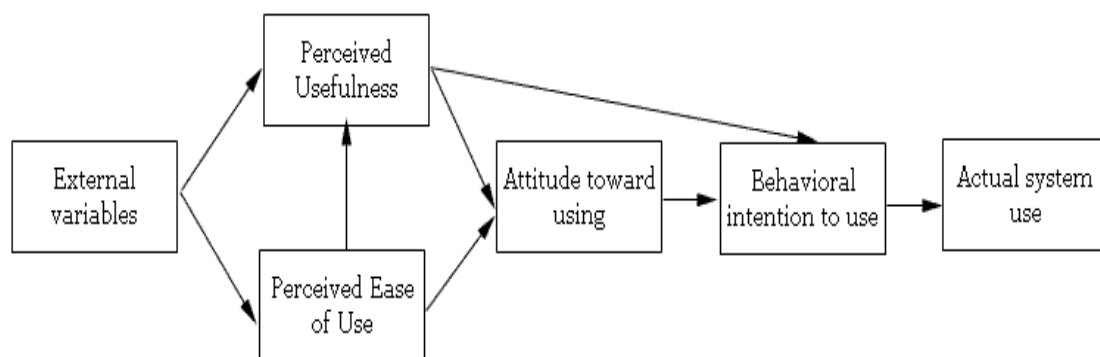 Perceived
Usefulness
External
variables
Perceived Ease
of Use
Attitude toward
using
Behavioral
intention to use
Actual system
use